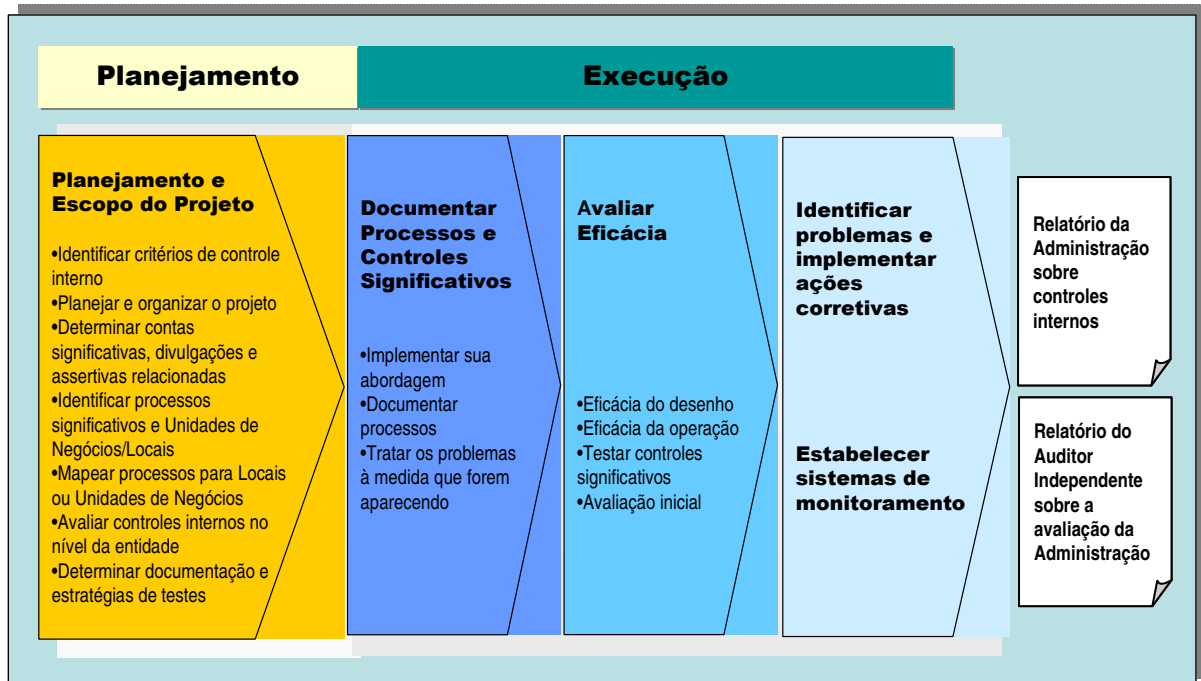 Planejamento
Execução
Planejamento e
Escopo do Projeto
•Identificar critérios de controle
interno
•Planejar e organizar o projeto
•Determinar contas
significativas, divulgações e
assertivas relacionadas
•Identificar processos
significativos e Unidades de
Negócios/Locais
•Mapear processos para Locais
ou Unidades de Negócios
•Avaliar controles internos no
nível da entidade
•Determinar documentação e
estratégias de testes
Documentar
Processos e
Controles
Significativos
•Implementar sua
abordagem
•Documentar
processos
•Tratar os problemas
à medida que forem
aparecendo
Avaliar
Eficácia
•Eficácia do desenho
•Eficácia da operação
•Testar controles
significativos
•Avaliação inicial
Identificar
problemas e
implementar
ações
corretivas
Estabelecer
sistemas de
monitoramento
Relatório da
Administração
sobre
controles
internos
Relatório do
Auditor
Independente
sobre a
avaliação da
Administração